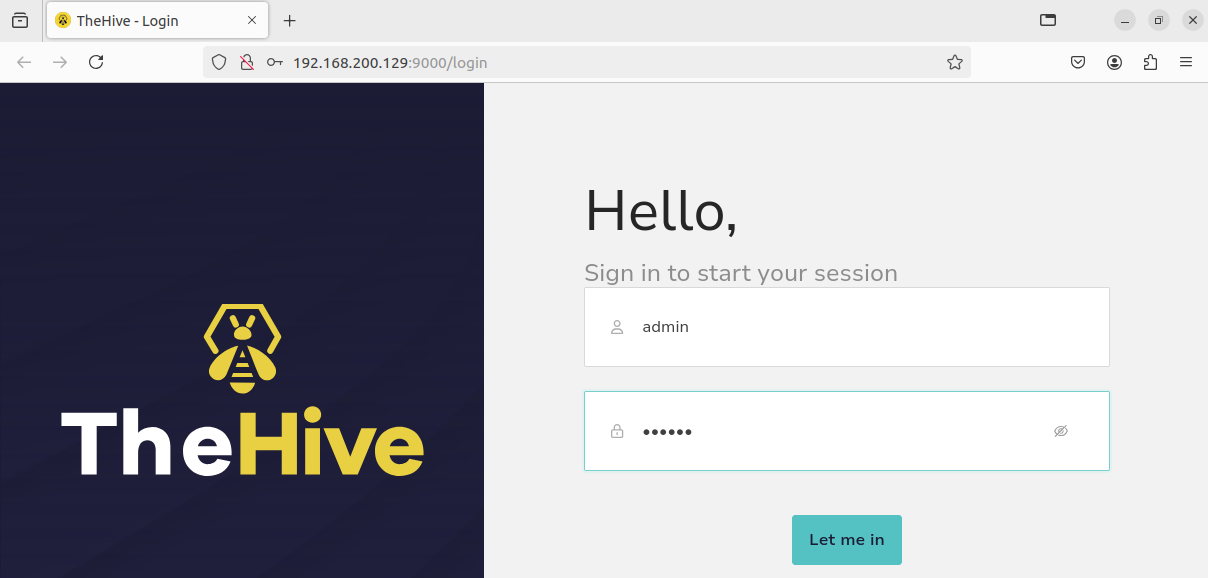 TheHive - Login
192.168.200.129:9000/login
Hello,
Sign in to start your session
admin
••••••
Let me in
TheHive